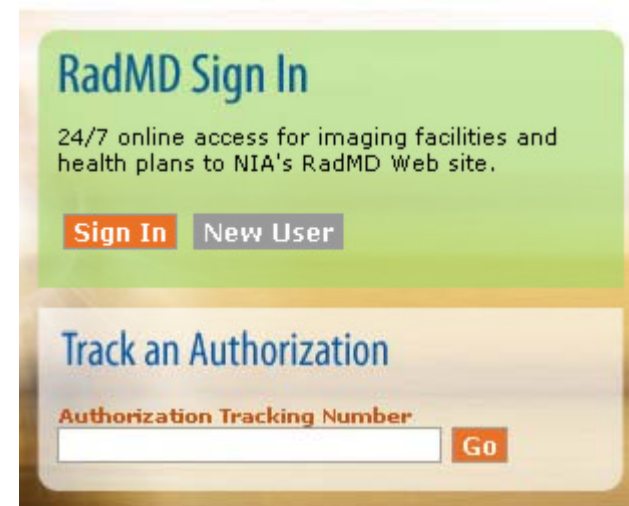 RadMD Sign In
24/7 online access for imaging facilities and
health plans to NIA's RadMD Web site.
Sign In New User
Track an Authorization
Authorization Tracking Number
Go